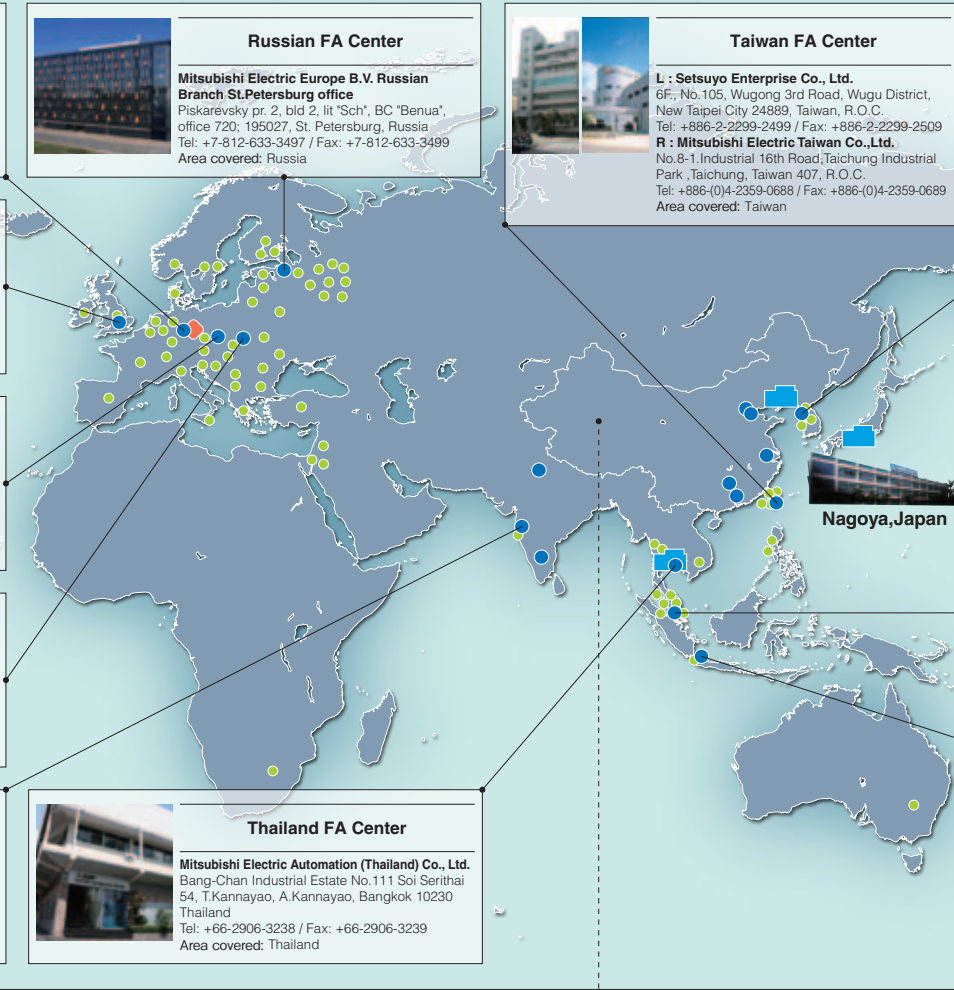 Russian FA Center
Mitsubishi Electric Europe B.V. Russian
Branch St.Petersburg office
Piskarevsky pr. 2, bld 2, lit "Sch", BC "Benua",
office 720; 195027, St. Petersburg, Russia
Tel: +7-812-633-3497 / Fax: +7-812-633-3499
Area covered: Russia
Taiwan FA Center
L : Setsuyo Enterprise Co., Ltd.
6F., No.105, Wugong 3rd Road, Wugu District,
New Taipei City 24889, Taiwan, R.O.C.
Tel: +886-2-2299-2499 / Fax: +886-2-2299-2509
R : Mitsubishi Electric Taiwan Co.,Ltd.
No.8-1.Industrial 16th Road,Taichung Industrial
Park ,Taichung, Taiwan 407, R.O.C.
Tel: +886-(0)4-2359-0688 / Fax: +886-(0)4-2359-0689
Area covered: Taiwan
Nagoya,Japan
Thailand FA Center
Mitsubishi Electric Automation (Thailand) Co., Ltd.
Bang-Chan Industrial Estate No.111 Soi Serithai
54, T.Kannayao, A.Kannayao, Bangkok 10230
Thailand
Tel: +66-2906-3238 / Fax: +66-2906-3239
Area covered: Thailand